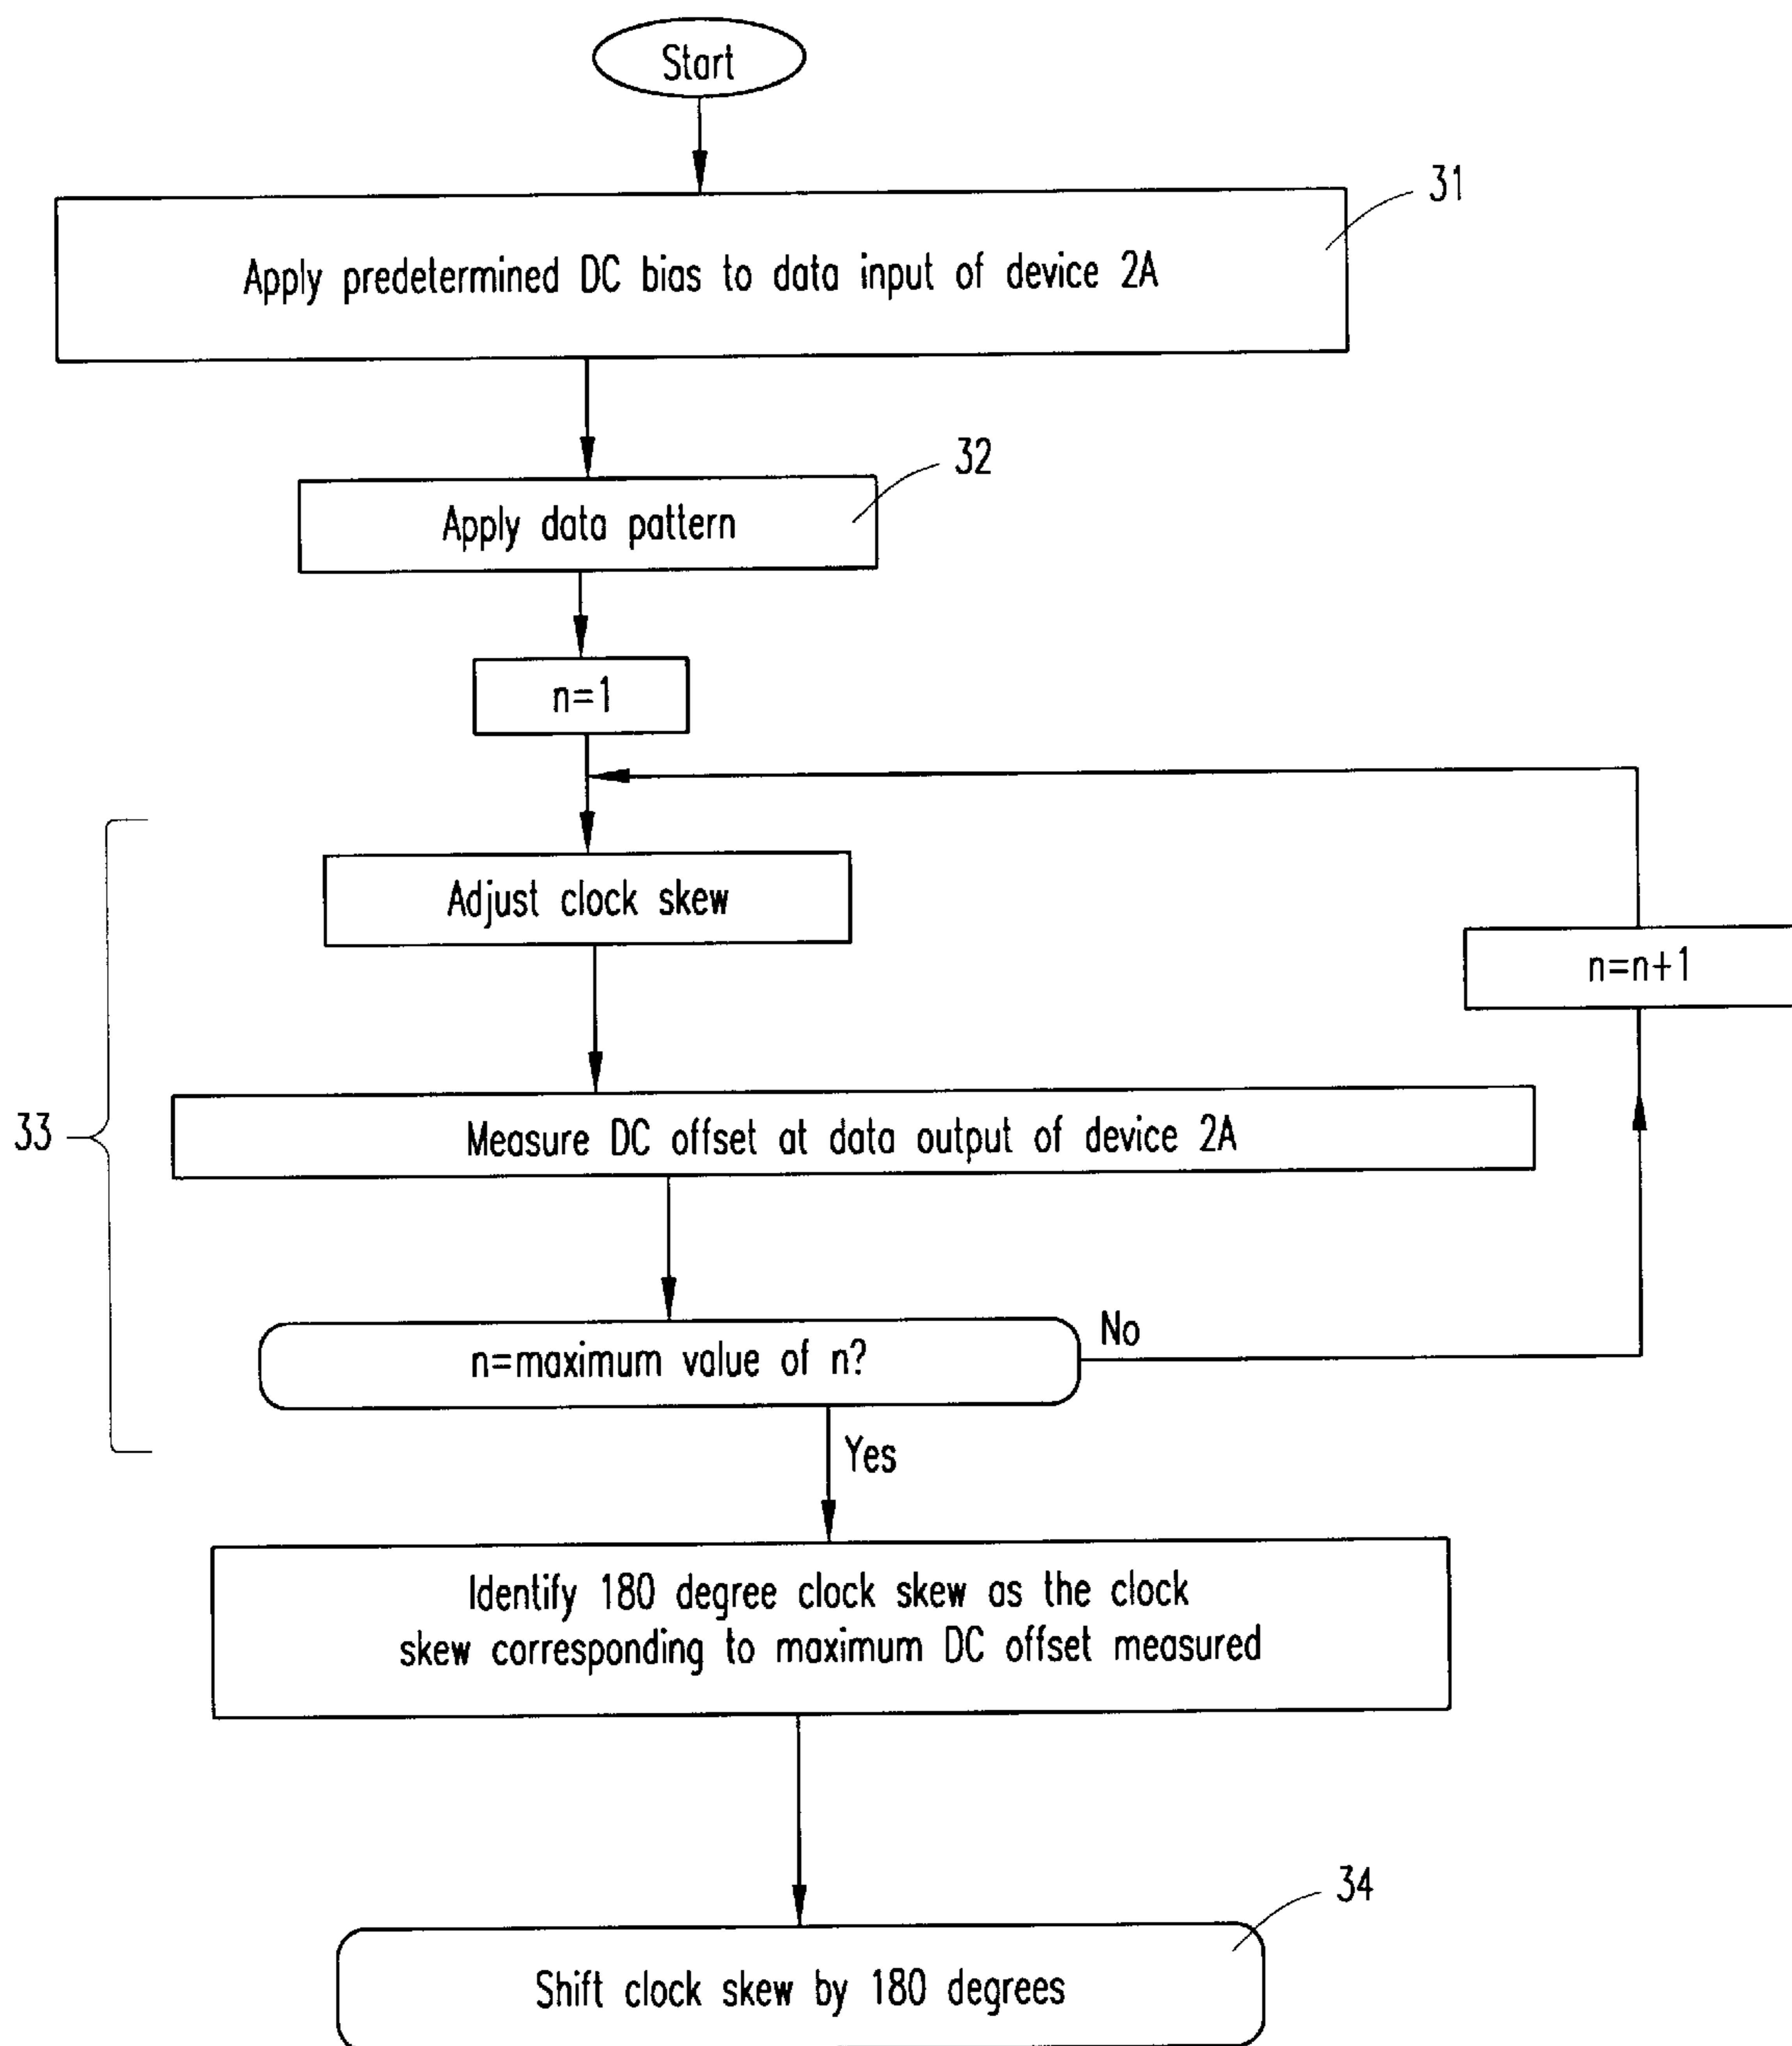 Start
31
Apply predetermined DC bias to data input of device 2A
32
Apply data pattern
n=1
Adjust clock skew
n=n+1
33
Measure DC offset at data output of device 2A
n=maximum value of n?
No
Yes
Identify 180 degree clock skew as the clock
skew corresponding to maximum DC offset measured
34
Shift clock skew by 180 degrees